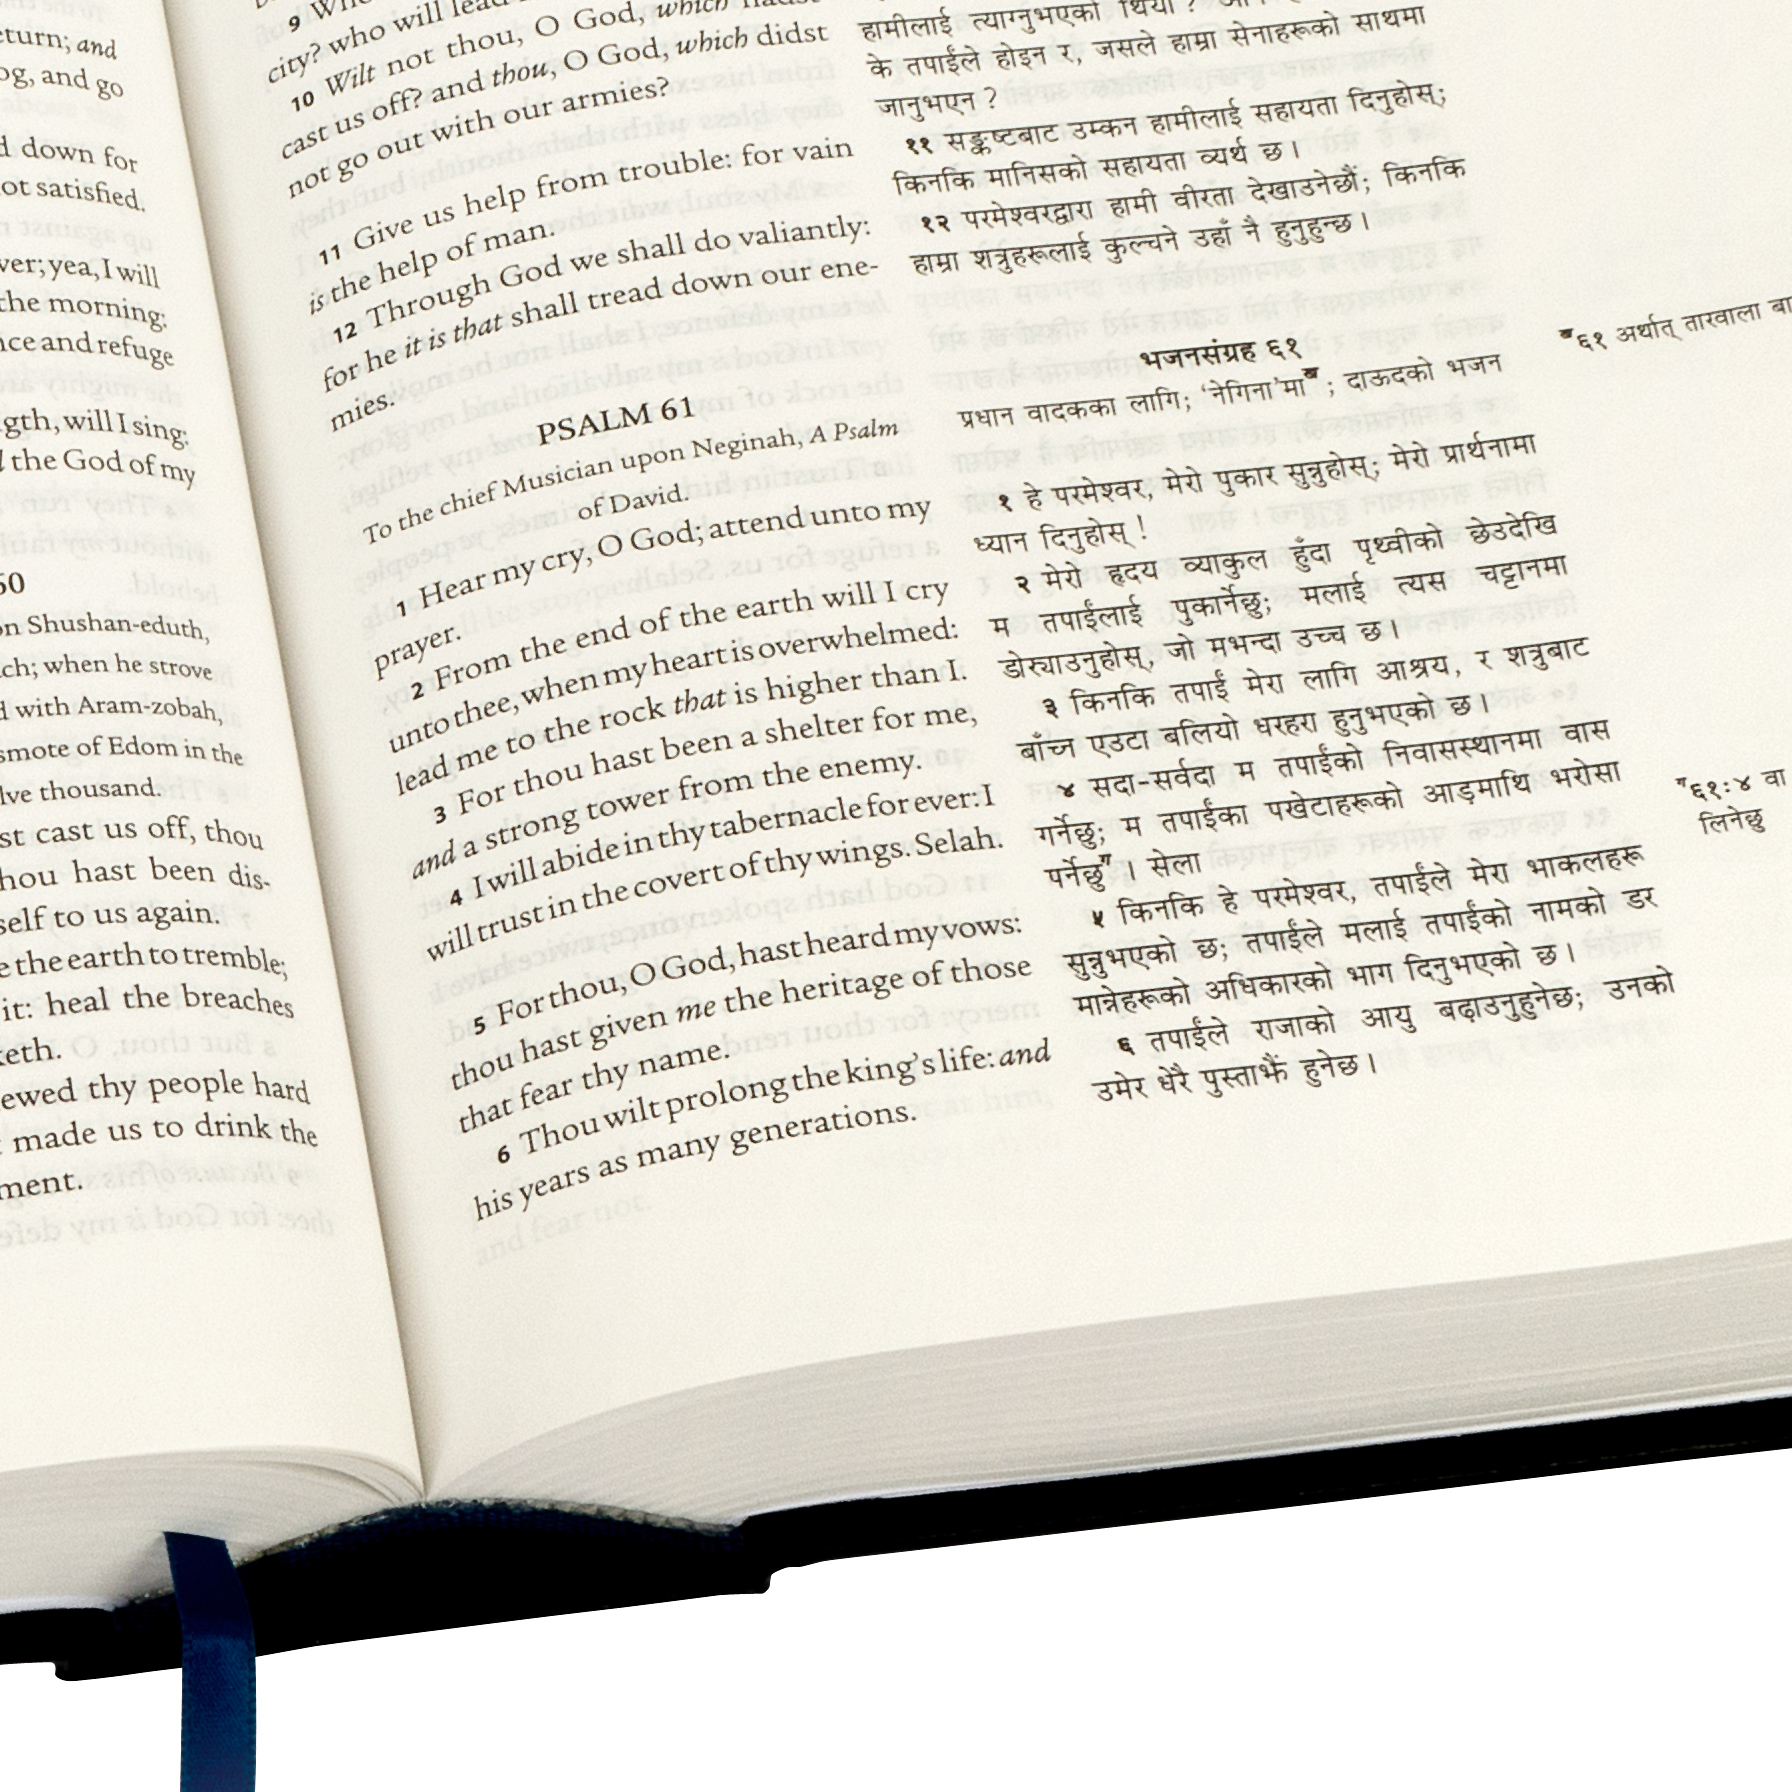 eturn; and
og, and go
down for
ot satisfied.
ver; yea, I will
the morning:
ce and refuge
gth, will I sing:
the God of my
60
on Shushan-eduth,
ch; when he strove
with Aram-zobah,
smote of Edom in the
lve thousand.
st cast us off, thou
hou hast been dis-
self to us again.
e the earth to tremble;
it: heal the breaches
keth.
ewed thy people hard
made us to drink the
ment.
9
city? who will lead
10 Wilt not thou, O God, which hadst
cast us off? and thou, O God, which didst
not go out with our armies?
11 Give us help from trouble: for vain
is the help of man.
12 Through God we shall do valiantly:
for he it is that shall tread down our ene-
mies.
PSALM 61
To the chief Musician upon Neginah, A Psalm
of David.
1 Hear my cry, O God; attend unto my
prayer.
2 From the end of the earth will I cry
unto thee, when my heart is overwhelmed:
lead me to the rock that is higher than I.
3 For thou hast been a shelter for me,
and a strong tower from the enemy.
4 I will abide in thy tabernacle for ever: I
will trust in the covert of thy wings. Selah.
5 For thou, O God, hast heard my vows:
thou hast given me the heritage of those
that fear thy name.
6 Thou wilt prolong the king's life: and
his years as many generations.
हामीलाई त्याग्नुभएको थियो ?
के तपाईंले होइन र, जसले हाम्रा सेनाहरूको साथमा
जानुभएन ?
११ सङ्कष्टबाट उम्कन हामीलाई सहायता दिनुहोस्;
किनकि मानिसको सहायता व्यर्थ छ ।
१२ परमेश्वरद्वारा हामी वीरता देखाउनेछौं; किनकि
हाम्रा शत्रुहरूलाई कुल्चने उहाँ नै हुनुहुन्छ ।
भजनसंग्रह ६१
प्रधान वादकका लागि; 'नेगिना'मा ; दाऊदको भजन
१ हे परमेश्वर, मेरो पुकार सुन्नुहोस्; मेरो प्रार्थनामा
ध्यान दिनुहोस् !
२ मेरो हृदय व्याकुल हुँदा पृथ्वीको छेउदेखि
म तपाईंलाई पुकार्नेछु; मलाई त्यस चट्टानमा
डोर्‍याउनुहोस्, जो मभन्दा उच्च छ ।
३ किनकि तपाईं मेरा लागि आश्रय, र शत्रुबाट
बाँच्न एउटा बलियो धरहरा हुनुभएको छ ।
४ सदा-सर्वदा म तपाईंको निवासस्थानमा वास
गर्नेछु; म तपाईंका पखेटाहरूको आड़माथि भरोसा
पर्नेछुᵃ । सेला
५ किनकि हे परमेश्वर, तपाईंले मेरा भाकलहरू
सुन्नुभएको छ; तपाईंले मलाई तपाईंको नामको डर
मान्नेहरूको अधिकारको भाग दिनुभएको छ ।
६ तपाईंले राजाको आयु बढ़ाउनुहुनेछ; उनको
उमेर धेरै पुस्ताझैं हुनेछ ।
६१ अर्थात् तारवाला
६१:४ वा
लिनेछु